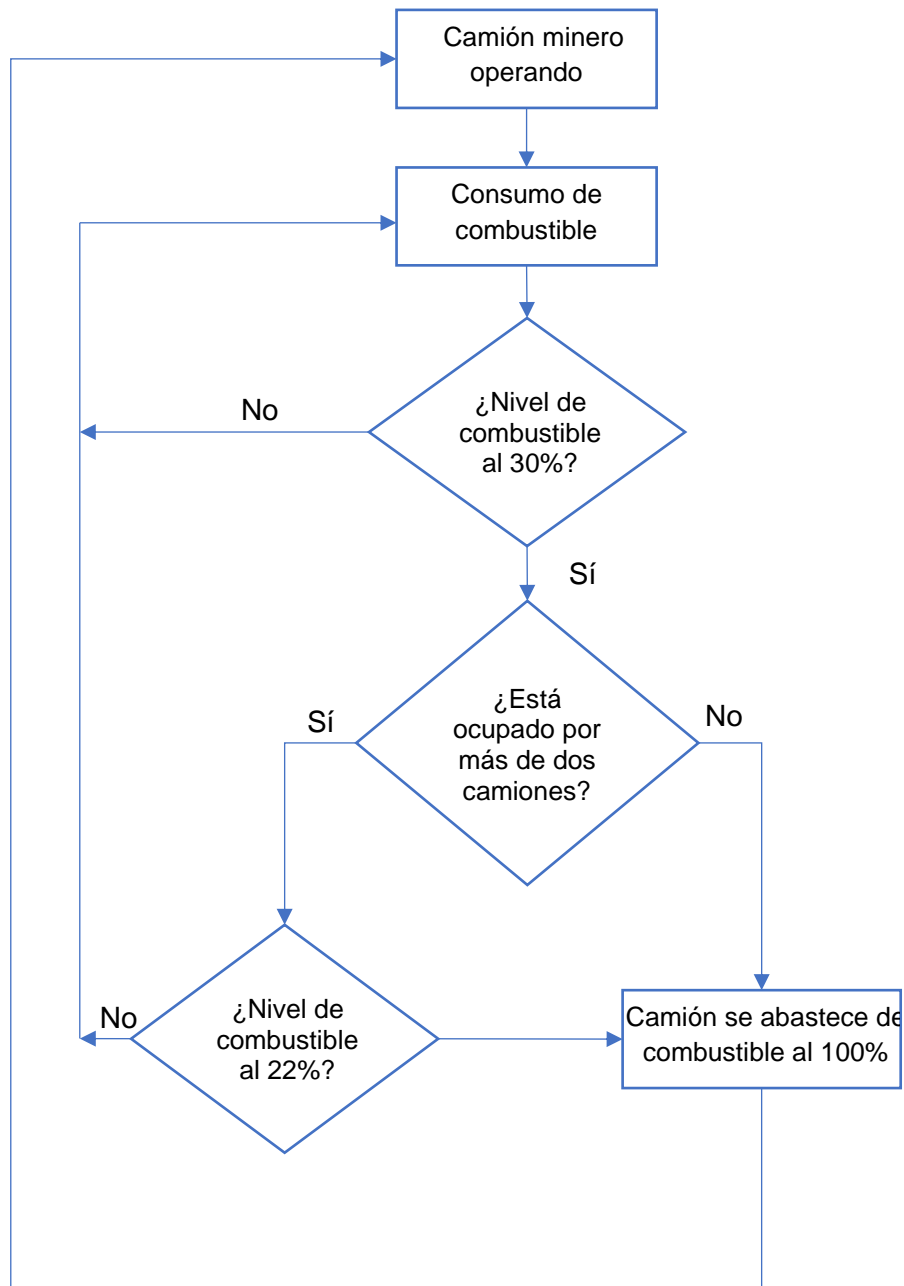 Camión minero
operando
Consumo de
combustible
¿Nivel de
combustible
al 30%?
No
Sí
¿Está
ocupado por
más de dos
camiones?
Sí
No
¿Nivel de
combustible
al 22%?
No
Camión se abastece de
combustible al 100%